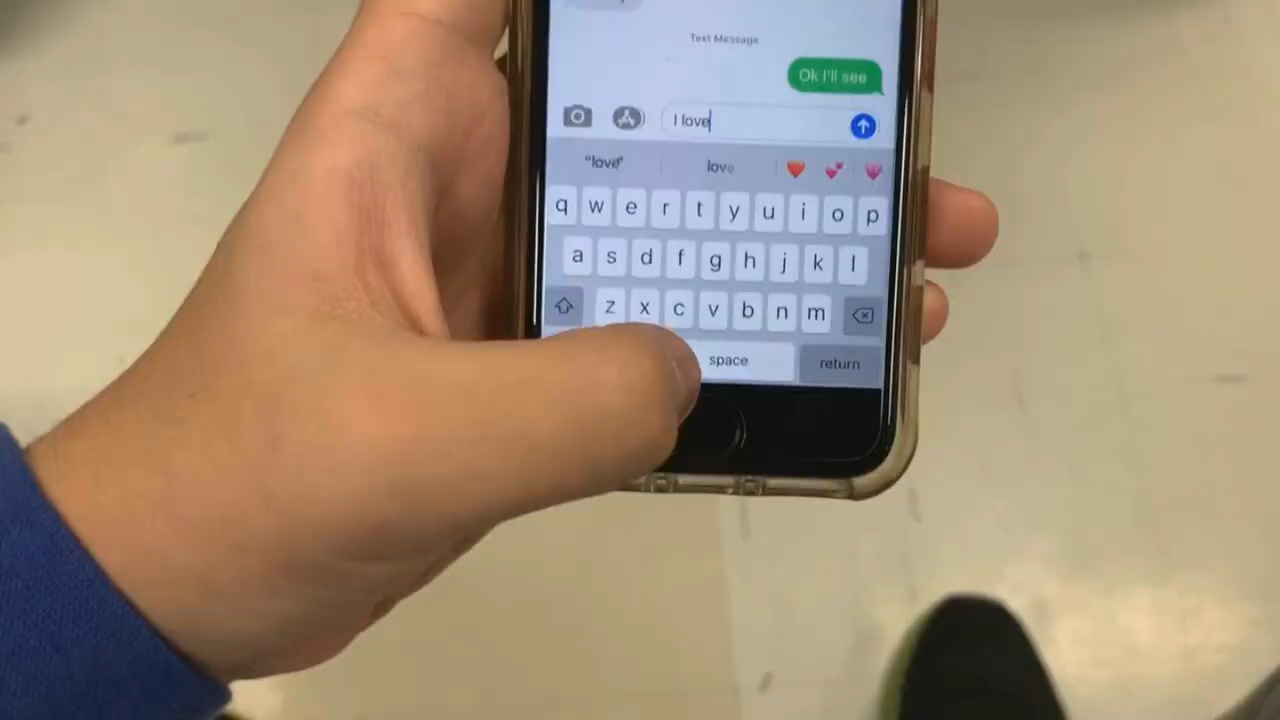 Text Message
Ok I'll see
I love
"love" love
q w e r t y u i o p
a s d f g h j k l
z x c v b n m
space return